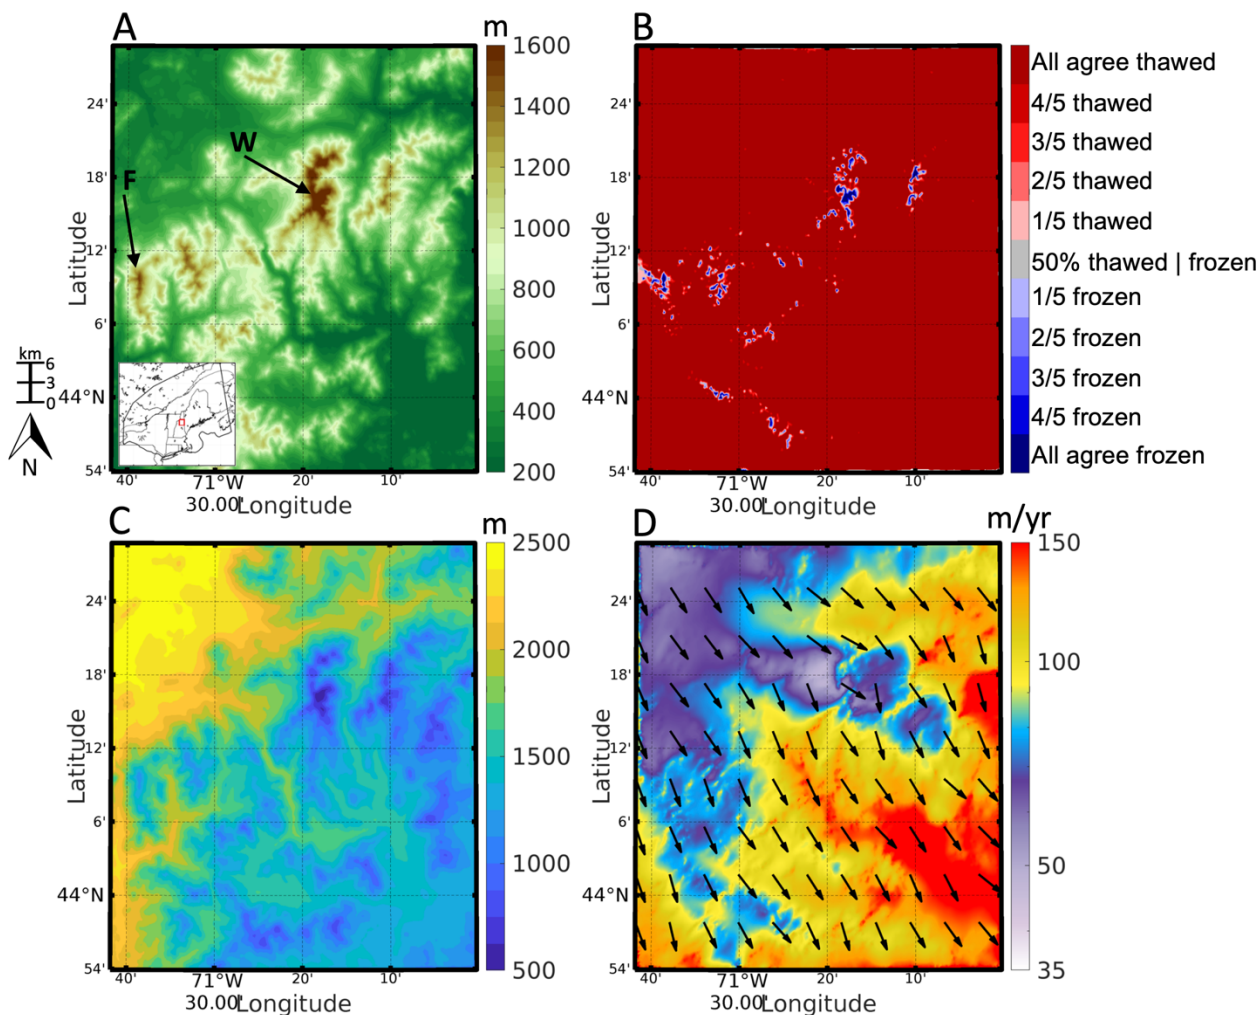 A
m
W
F
24'
18'
12'
6'
44°N
54'
Latitude
40'
71°W
30.00'
20'
10'
Longitude
1600
1400
1200
1000
800
600
400
200
km
6
3
0
N
B
24'
18'
12'
6'
44°N
54'
Latitude
40'
71°W
30.00'
20'
10'
Longitude
All agree thawed
4/5 thawed
3/5 thawed
2/5 thawed
1/5 thawed
50% thawed | frozen
1/5 frozen
2/5 frozen
3/5 frozen
4/5 frozen
All agree frozen
C
m
24'
18'
12'
6'
44°N
54'
Latitude
40'
71°W
30.00'
20'
10'
Longitude
2500
2000
1500
1000
500
D
m/yr
24'
18'
12'
6'
44°N
54'
Latitude
40'
71°W
30.00'
20'
10'
Longitude
150
100
50
35